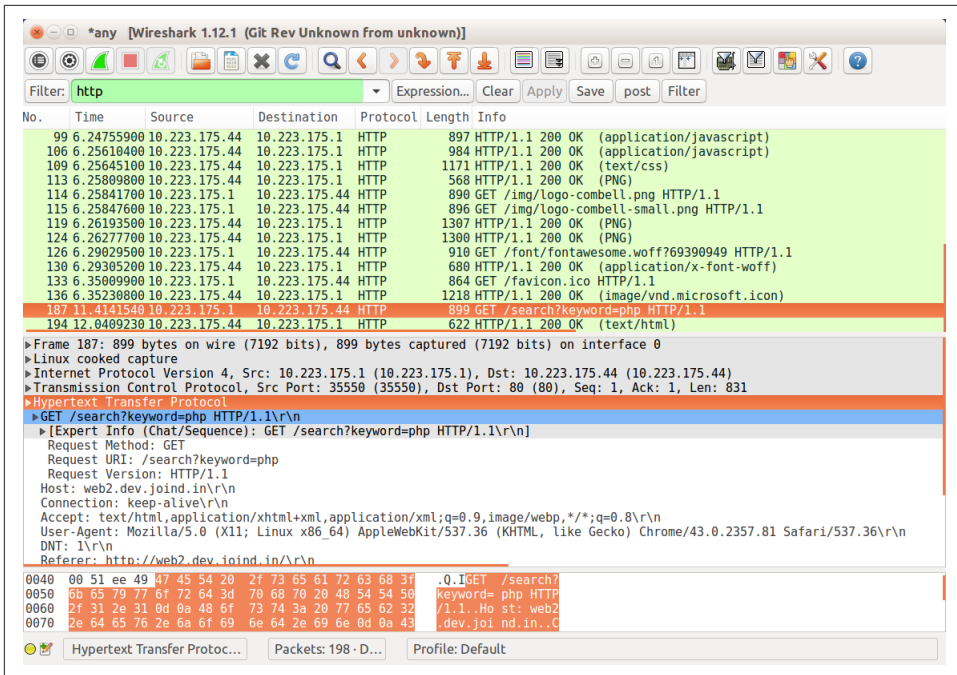 *any   [Wireshark 1.12.1  (Git Rev Unknown from unknown)]
Filter: http Expression... Clear Apply Save post Filter
No. Time Source Destination Protocol Length Info
99 6.24755900 10.223.175.44 10.223.175.1 HTTP 897 HTTP/1.1 200 OK  (application/javascript)
106 6.25610400 10.223.175.44 10.223.175.1 HTTP 984 HTTP/1.1 200 OK  (application/javascript)
109 6.25645100 10.223.175.44 10.223.175.1 HTTP 1171 HTTP/1.1 200 OK  (text/css)
113 6.25809800 10.223.175.44 10.223.175.1 HTTP 568 HTTP/1.1 200 OK  (PNG)
114 6.25841700 10.223.175.1 10.223.175.44 HTTP 890 GET /img/logo-combell.png HTTP/1.1
115 6.25847600 10.223.175.1 10.223.175.44 HTTP 896 GET /img/logo-combell-small.png HTTP/1.1
119 6.26193500 10.223.175.44 10.223.175.1 HTTP 1307 HTTP/1.1 200 OK  (PNG)
124 6.26277700 10.223.175.44 10.223.175.1 HTTP 1300 HTTP/1.1 200 OK  (PNG)
126 6.29029500 10.223.175.1 10.223.175.44 HTTP 910 GET /font/fontawesome.woff?69390949 HTTP/1.1
130 6.29305200 10.223.175.44 10.223.175.1 HTTP 680 HTTP/1.1 200 OK  (application/x-font-woff)
133 6.35009900 10.223.175.1 10.223.175.44 HTTP 864 GET /favicon.ico HTTP/1.1
136 6.35230800 10.223.175.44 10.223.175.1 HTTP 1218 HTTP/1.1 200 OK  (image/vnd.microsoft.icon)
187 11.4141540 10.223.175.1 10.223.175.44 HTTP 899 GET /search?keyword=php HTTP/1.1
194 12.0409230 10.223.175.44 10.223.175.1 HTTP 622 HTTP/1.1 200 OK  (text/html)
Frame 187: 899 bytes on wire (7192 bits), 899 bytes captured (7192 bits) on interface 0
Linux cooked capture
Internet Protocol Version 4, Src: 10.223.175.1 (10.223.175.1), Dst: 10.223.175.44 (10.223.175.44)
Transmission Control Protocol, Src Port: 35550 (35550), Dst Port: 80 (80), Seq: 1, Ack: 1, Len: 831
Hypertext Transfer Protocol
GET /search?keyword=php HTTP/1.1\r\n
[Expert Info (Chat/Sequence): GET /search?keyword=php HTTP/1.1\r\n]
Request Method: GET
Request URI: /search?keyword=php
Request Version: HTTP/1.1
Host: web2.dev.joind.in\r\n
Connection: keep-alive\r\n
Accept: text/html,application/xhtml+xml,application/xml;q=0.9,image/webp,*/*;q=0.8\r\n
User-Agent: Mozilla/5.0 (X11; Linux x86_64) AppleWebKit/537.36 (KHTML, like Gecko) Chrome/43.0.2357.81 Safari/537.36\r\n
DNT: 1\r\n
Referer: http://web2.dev.joind.in/\r\n
0040  00 51 ee 49 47 45 54 20  2f 73 65 61 72 63 68 3f   .Q.IGET  /search?
0050  6b 65 79 77 6f 72 64 3d  70 68 70 20 48 54 54 50   keyword= php HTTP
0060  2f 31 2e 31 0d 0a 48 6f  73 74 3a 20 77 65 62 32   /1.1..Ho st: web2
0070  2e 64 65 76 2e 6a 6f 69  6e 64 2e 69 6e 0d 0a 43   .dev.joi nd.in..C
Hypertext Transfer Protoc... Packets: 198 · D... Profile: Default